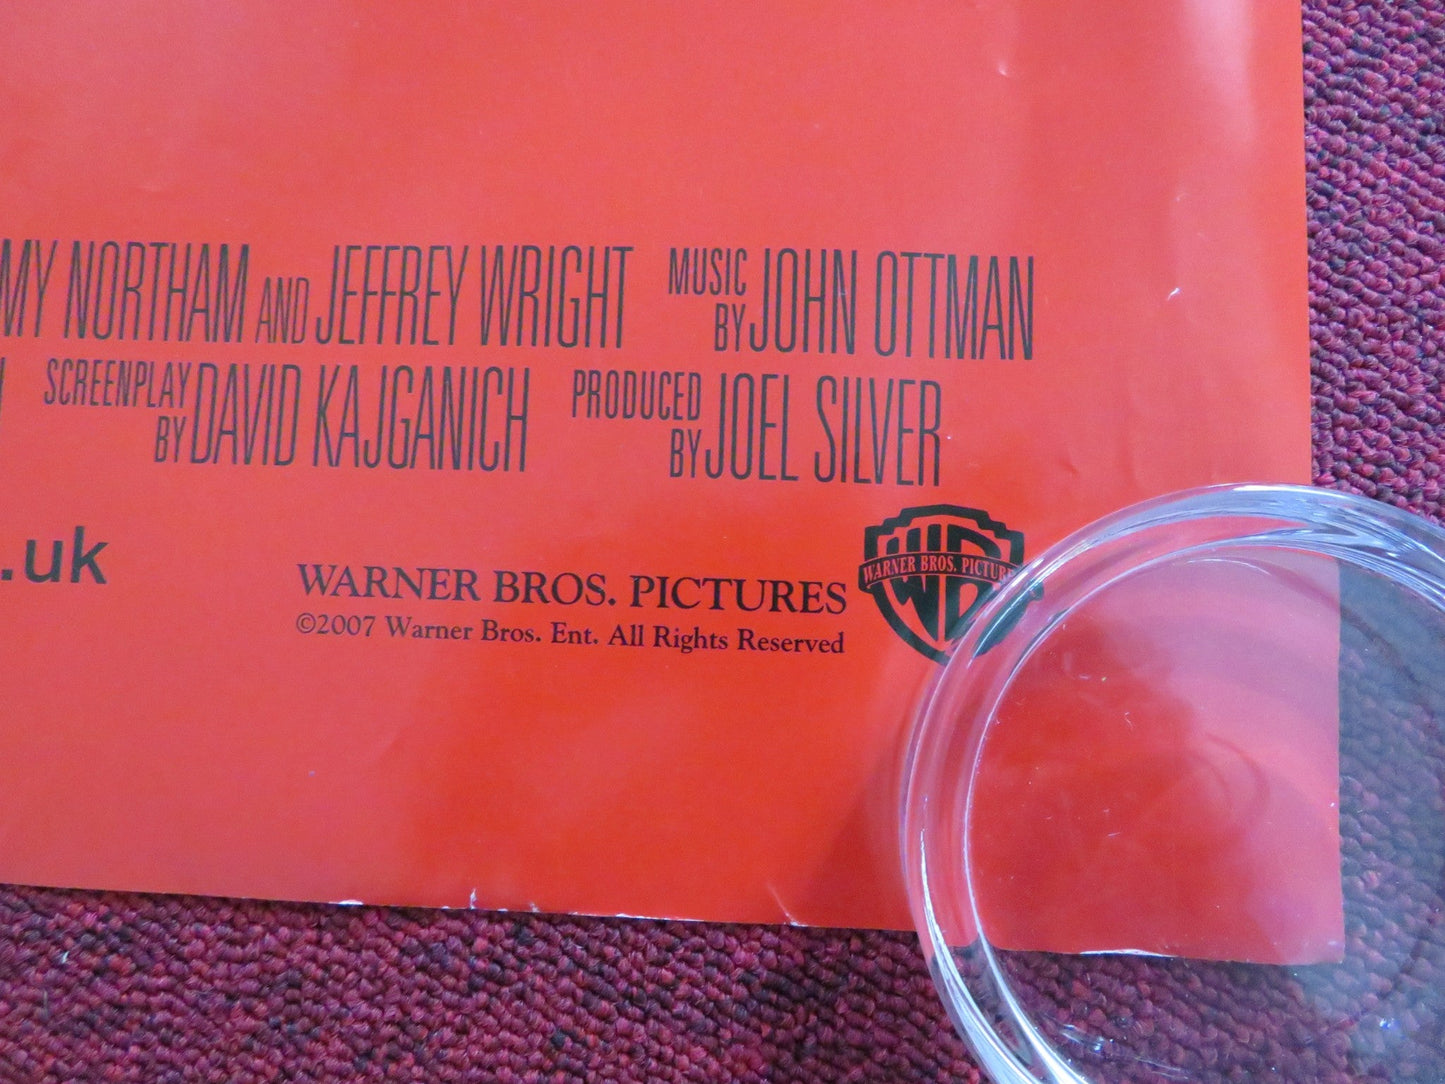 MY NORTHAM AND JEFFREY WRIGHT MUSIC BY JOHN OTTMAN
SCREENPLAY BY DAVID KAJGANICH PRODUCED BY JOEL SILVER
.uk
WARNER BROS. PICTURES
©2007 Warner Bros. Ent. All Rights Reserved
WB
WARNER BROS. PICTURES